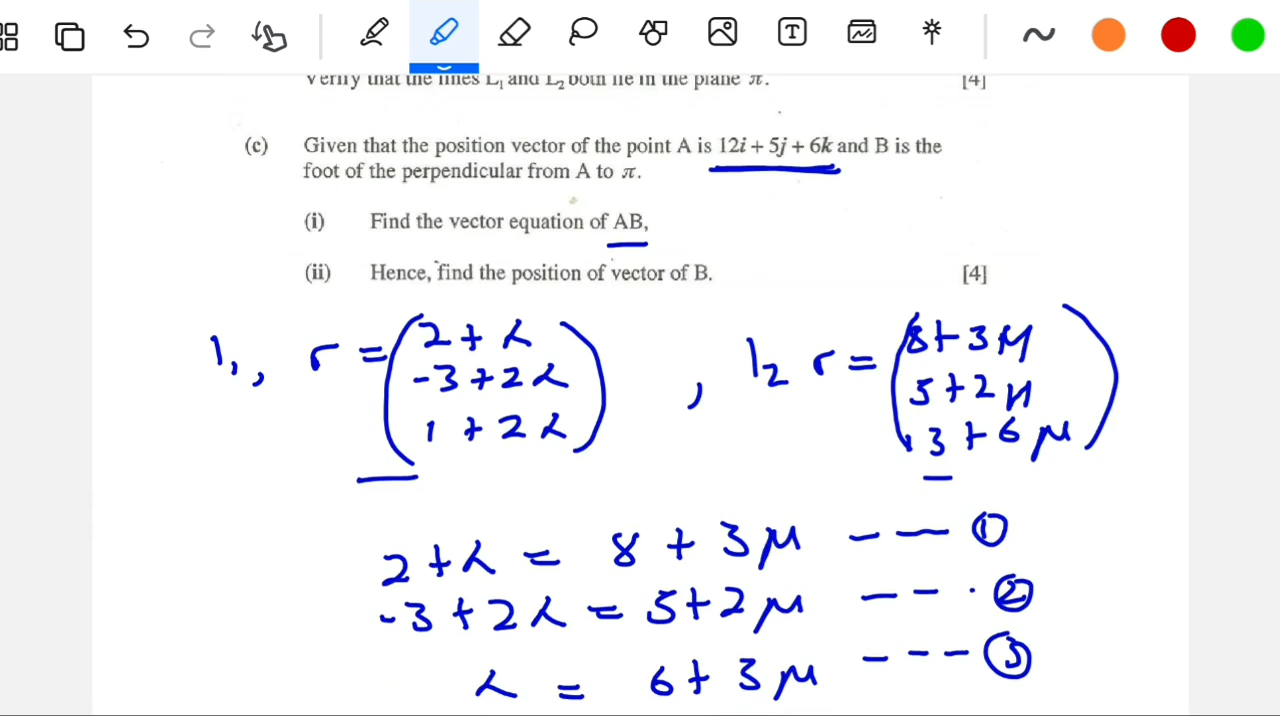 Verify that the lines L₁ and L₂ both lie in the plane π. [4]
(c) Given that the position vector of the point A is 12i + 5j + 6k and B is the
foot of the perpendicular from A to π.
(i) Find the vector equation of AB,
(ii) Hence, find the position of vector of B. [4]
l₁, r = (2 + λ
-3 + 2λ
1 + 2λ)
, l₂ r = (8 + 3μ
5 + 2μ
13 + 6μ)
2 + λ = 8 + 3μ -- — ①
-3 + 2λ = 5 + 2μ — - - · ②
λ = 6 + 3μ - - - — ③
T